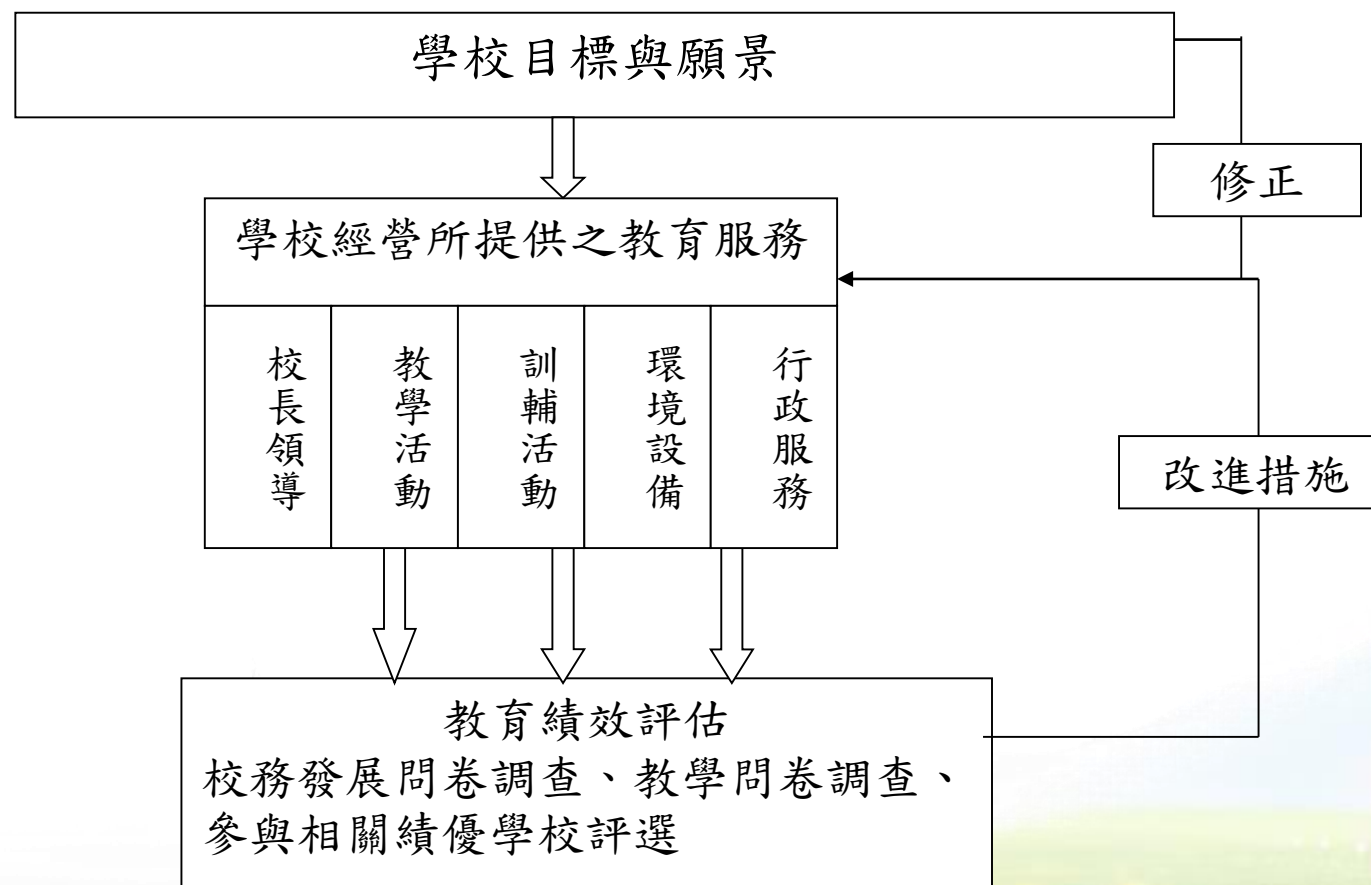 學校目標與願景
修正
學校經營所提供之教育服務
校長領導
教學活動
訓輔活動
環境設備
行政服務
改進措施
教育績效評估
校務發展問卷調查、教學問卷調查、
參與相關績優學校評選